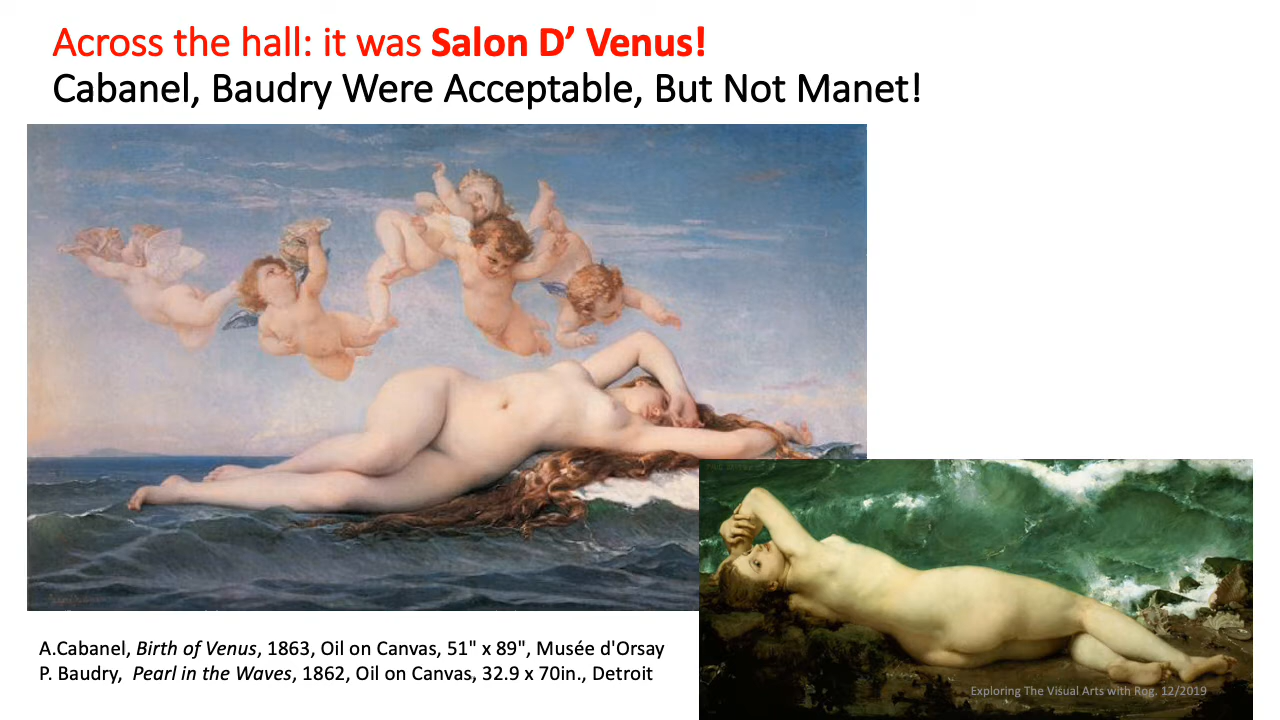 Across the hall: it was Salon D’ Venus!
Cabanel, Baudry Were Acceptable, But Not Manet!
A.Cabanel, Birth of Venus, 1863, Oil on Canvas, 51" x 89", Musée d'Orsay
P. Baudry, Pearl in the Waves, 1862, Oil on Canvas, 32.9 x 70in., Detroit
Exploring The Visual Arts with Rog. 12/2019